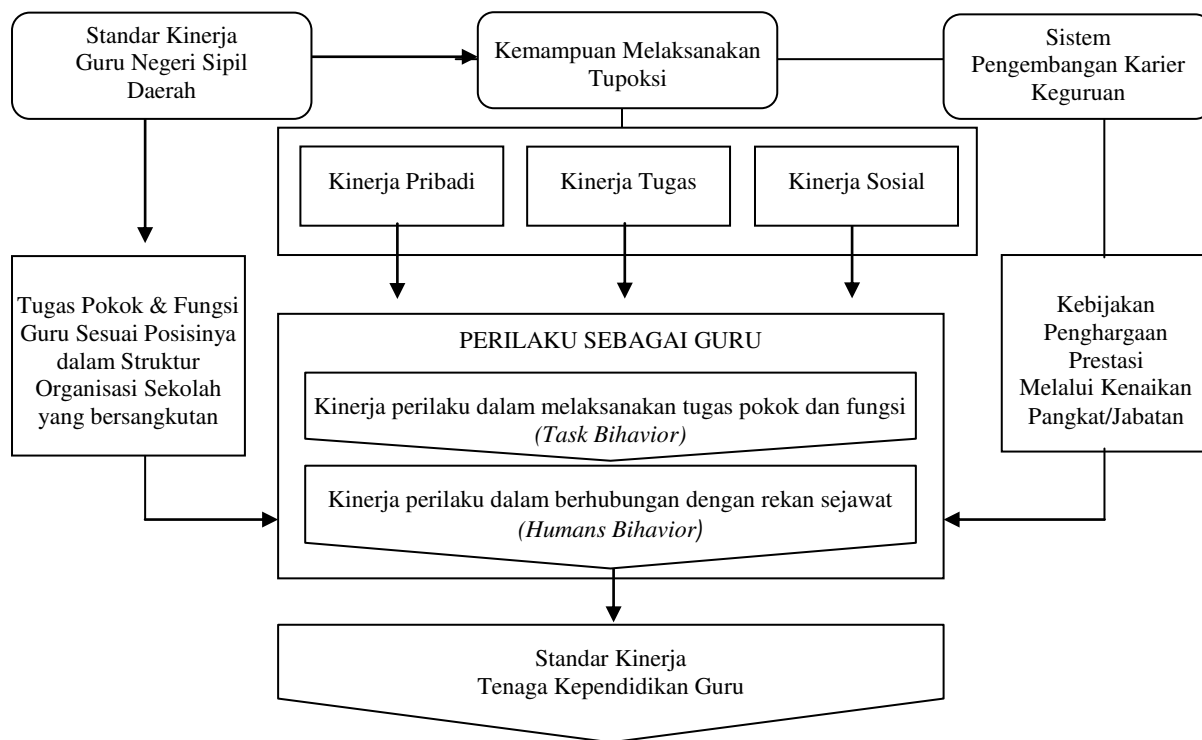 Standar Kinerja
Guru Negeri Sipil
Daerah
Kemampuan Melaksanakan
Tupoksi
Sistem
Pengembangan Karier
Keguruan
Kinerja Pribadi
Kinerja Tugas
Kinerja Sosial
Tugas Pokok & Fungsi
Guru Sesuai Posisinya
dalam Struktur
Organisasi Sekolah
yang bersangkutan
PERILAKU SEBAGAI GURU
Kinerja perilaku dalam melaksanakan tugas pokok dan fungsi
(Task Bihavior)
Kinerja perilaku dalam berhubungan dengan rekan sejawat
(Humans Bihavior)
Kebijakan
Penghargaan
Prestasi
Melalui Kenaikan
Pangkat/Jabatan
Standar Kinerja
Tenaga Kependidikan Guru